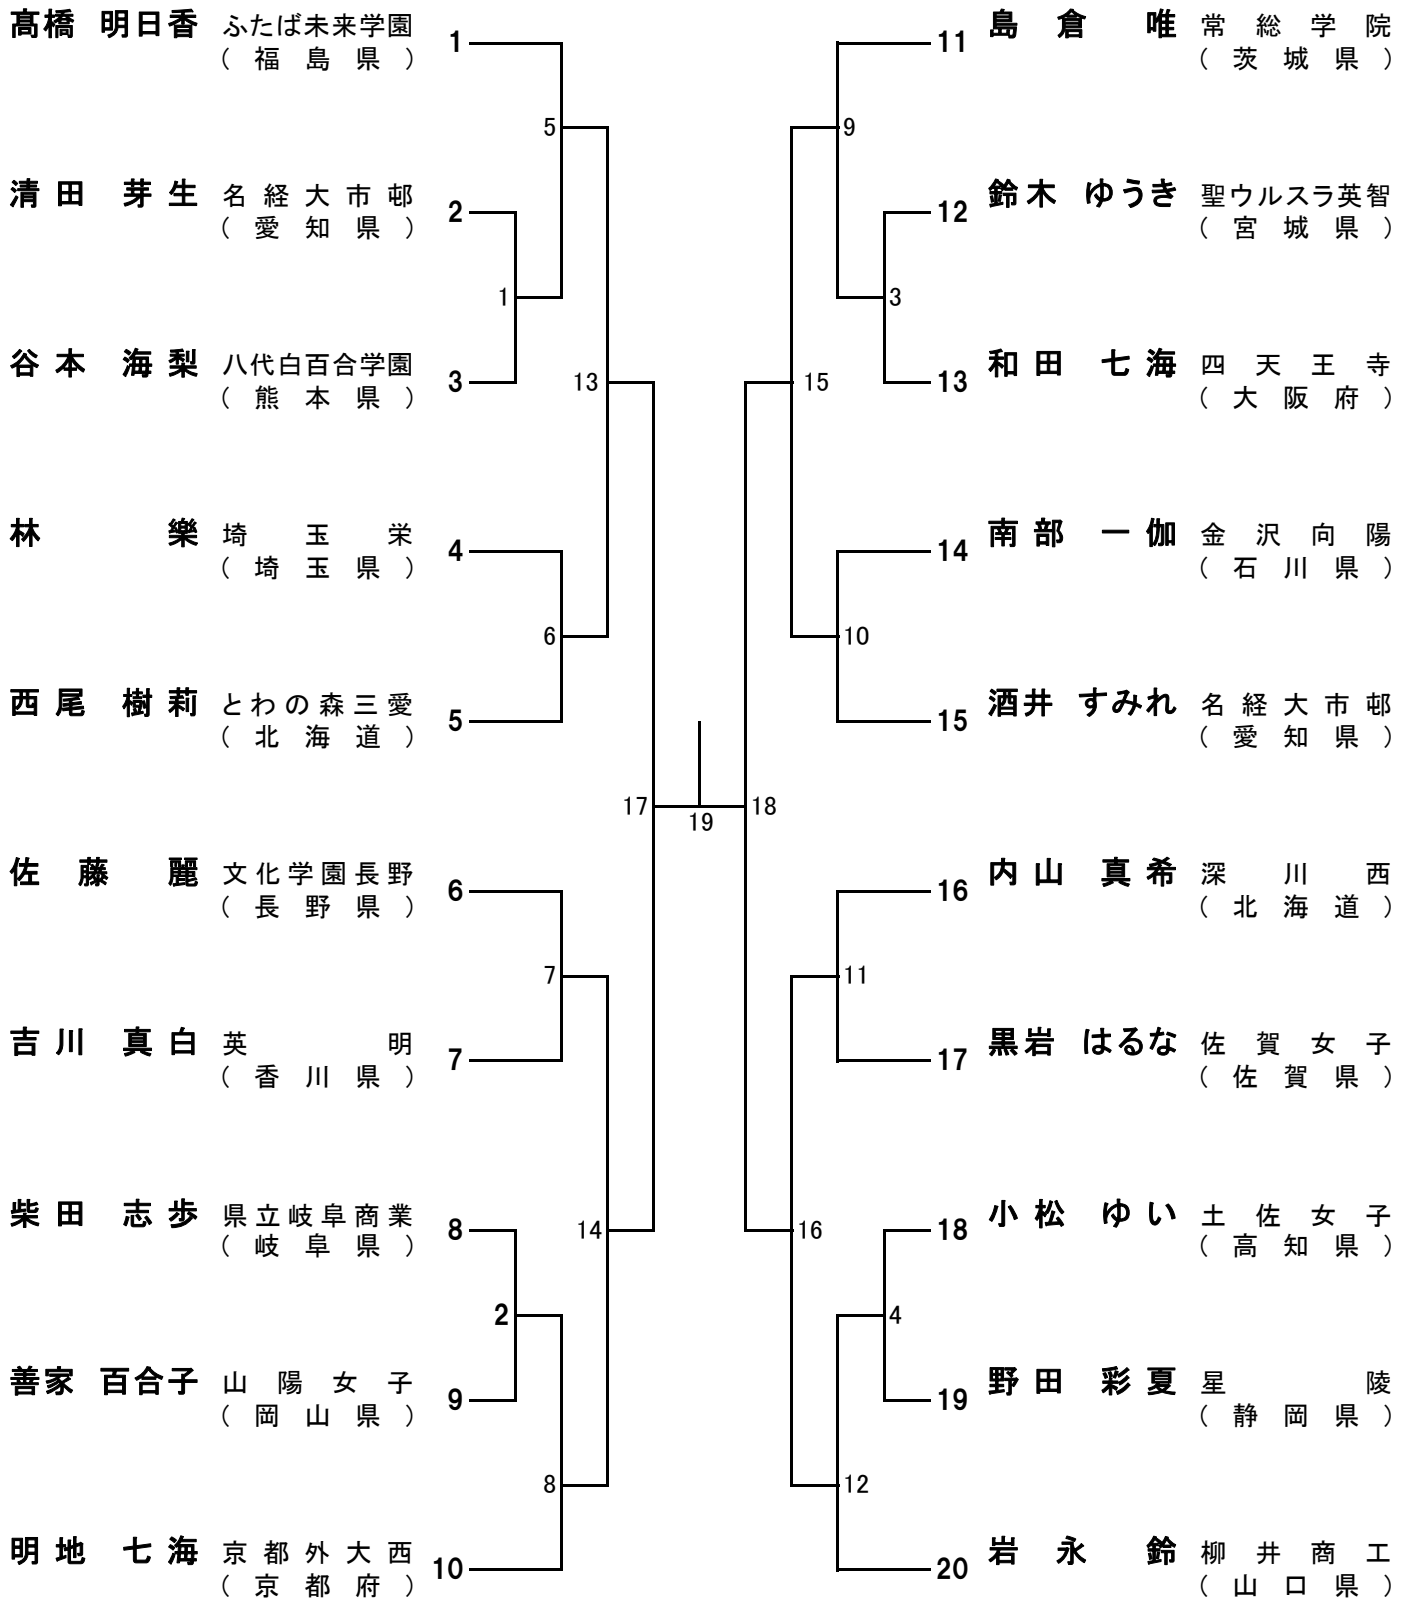 髙橋 明日香 ふたば未来学園 1
(福島県)
5
清田 芽生 名経大市邨 2
(愛知県)
1
谷本 海梨 八代白百合学園 3
(熊本県)
13
林 樂 埼玉栄 4
(埼玉県)
6
西尾 樹莉 とわの森三愛 5
(北海道)
17
佐藤 麗 文化学園長野 6
(長野県)
7
吉川 真白 英明 7
(香川県)
柴田 志歩 県立岐阜商業 8
(岐阜県)
14
2
善家 百合子 山陽女子 9
(岡山県)
8
明地 七海 京都外大西 10
(京都府)
19
11 島倉 唯 常総学院
(茨城県)
9
12 鈴木 ゆうき 聖ウルスラ英智
(宮城県)
3
13 和田 七海 四天王寺
(大阪府)
15
14 南部 一伽 金沢向陽
(石川県)
10
15 酒井 すみれ 名経大市邨
(愛知県)
18
16 内山 真希 深川西
(北海道)
11
17 黒岩 はるな 佐賀女子
(佐賀県)
18 小松 ゆい 土佐女子
(高知県)
16
4
19 野田 彩夏 星陵
(静岡県)
12
20 岩永 鈴 柳井商工
(山口県)